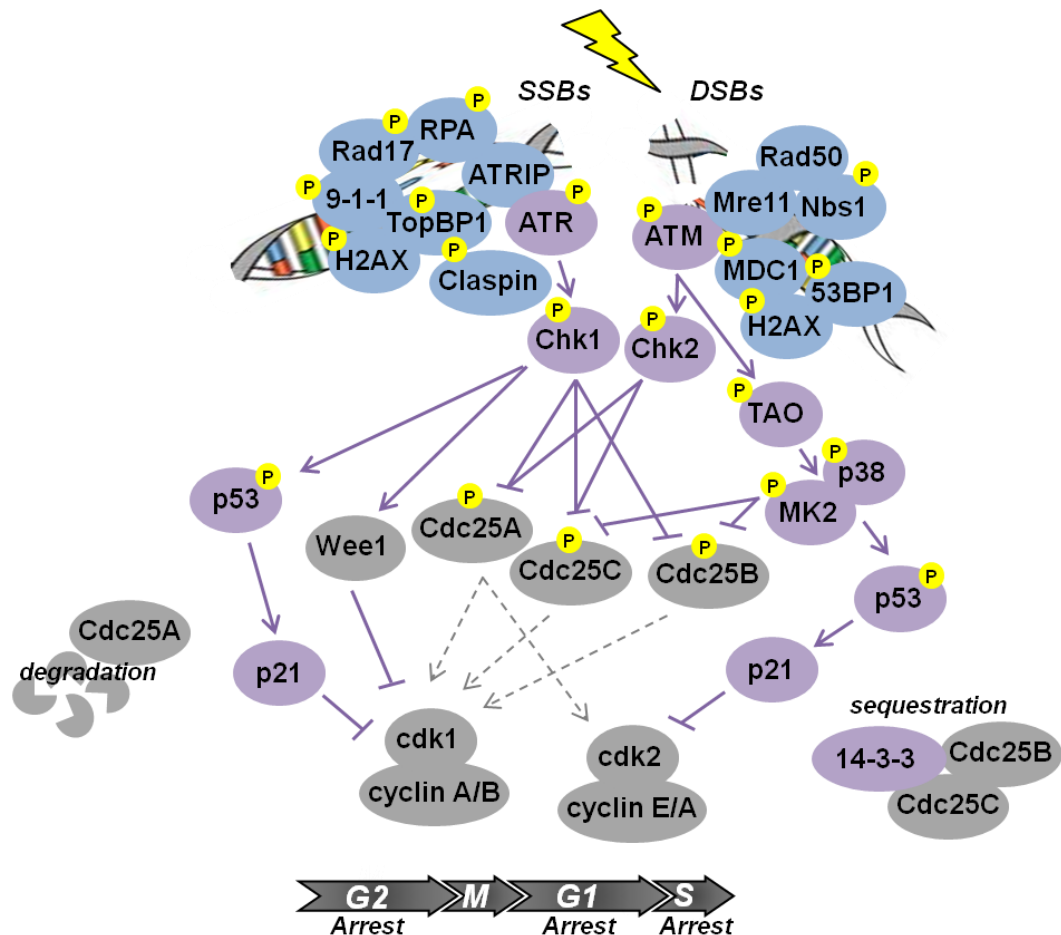 SSBs
DSBs
P
P
RPA
Rad17
ATRIP
P
9-1-1
P
TopBP1
P
ATR
P
H2AX
P
Claspin
Rad50
P
Mre11
Nbs1
P
ATM
P
MDC1
P
53BP1
P
H2AX
P
Chk1
P
Chk2
P
TAO
P
p38
P
MK2
P
p53
Wee1
P
Cdc25A
P
Cdc25C
P
Cdc25B
P
p53
Cdc25A
degradation
p21
p21
cdk1
cyclin A/B
cdk2
cyclin E/A
sequestration
14-3-3
Cdc25B
Cdc25C
G2
M
G1
S
Arrest
Arrest
Arrest